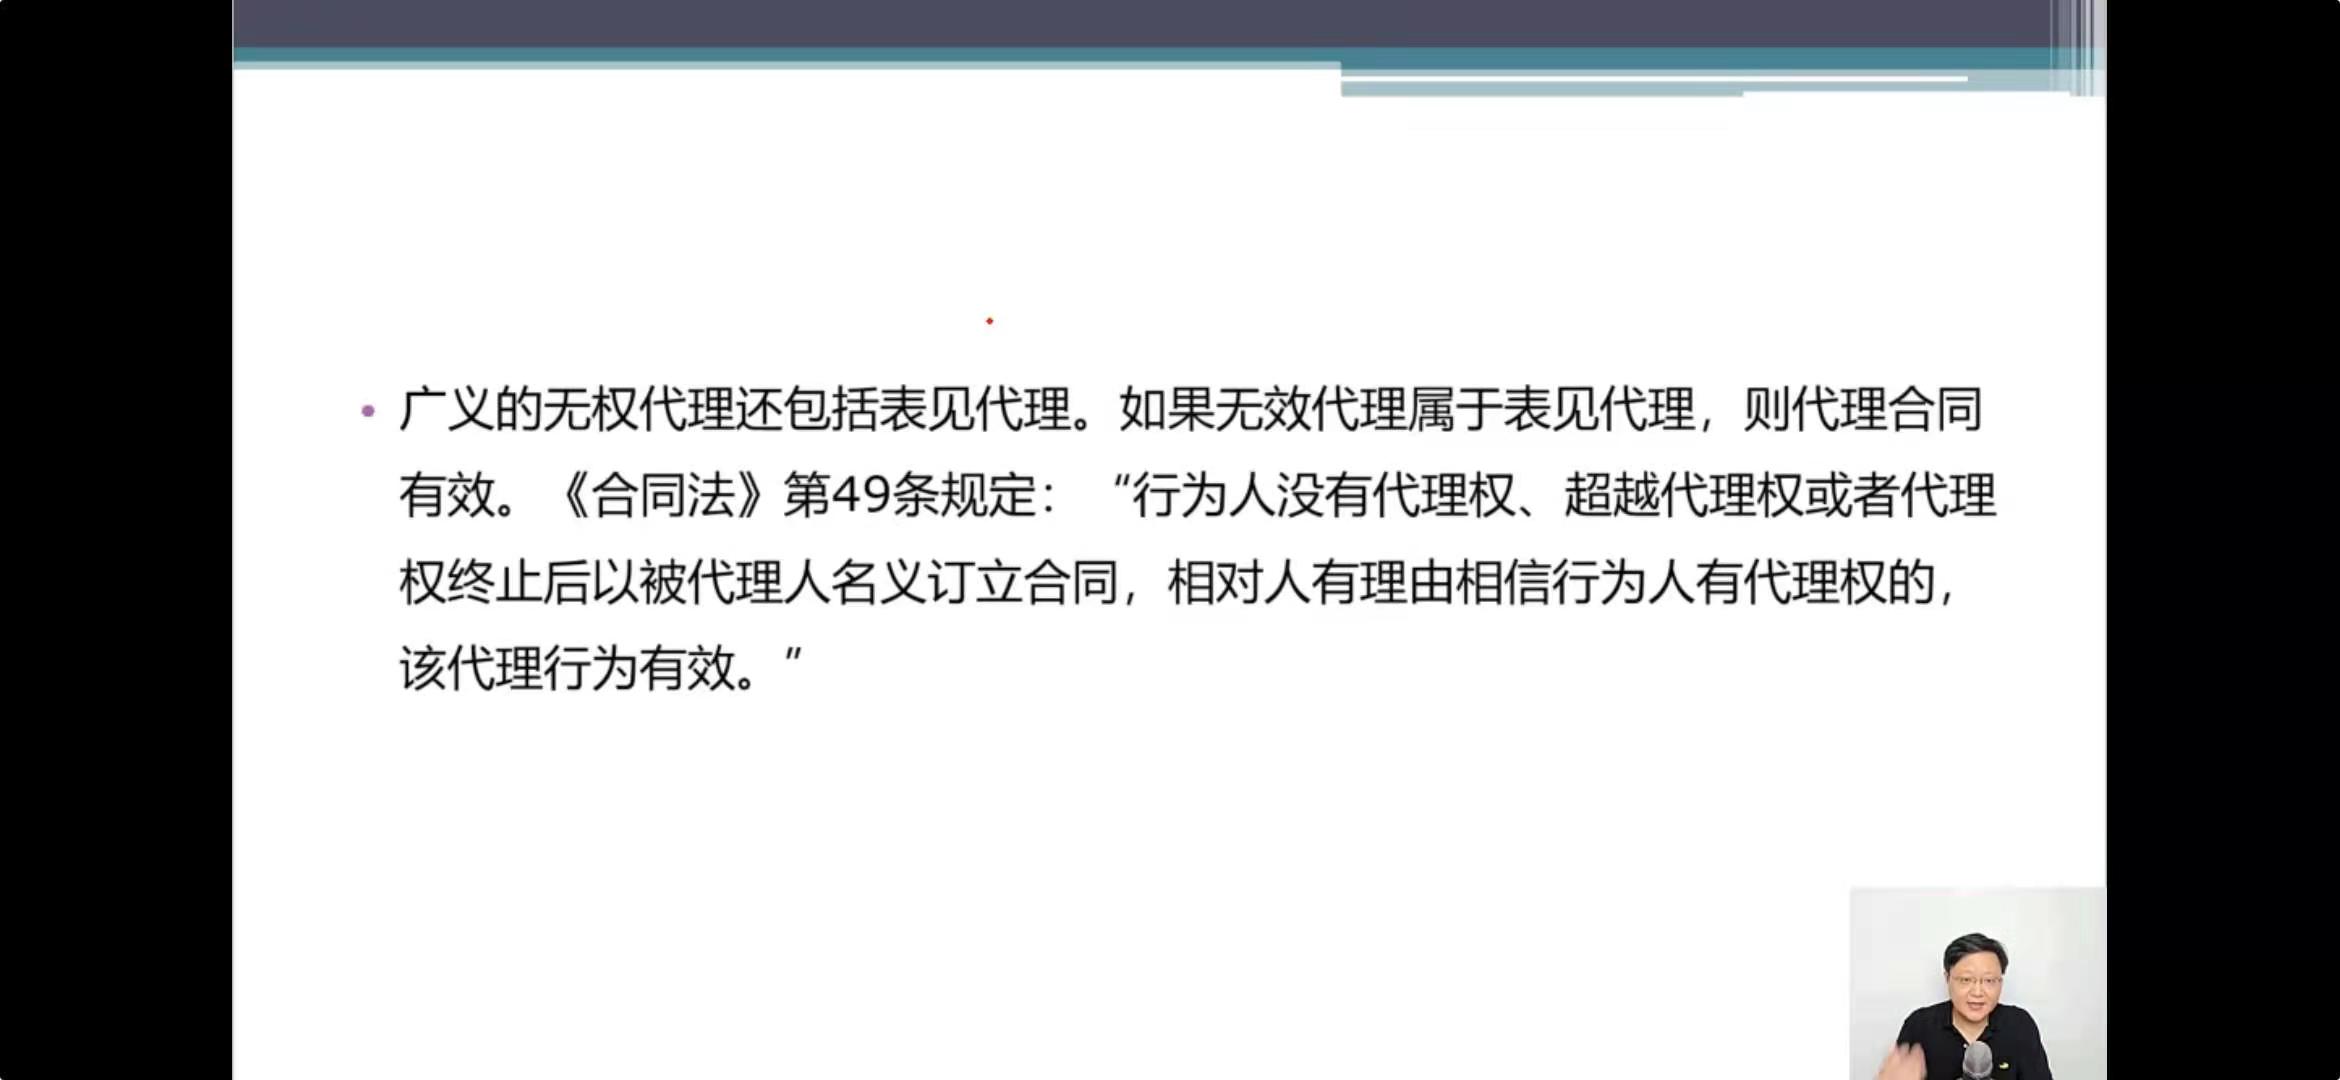 广义的无权代理还包括表见代理。如果无效代理属于表见代理，则代理合同
有效。《合同法》第49条规定：“行为人没有代理权、超越代理权或者代理
权终止后以被代理人名义订立合同，相对人有理由相信行为人有代理权的，
该代理行为有效。”